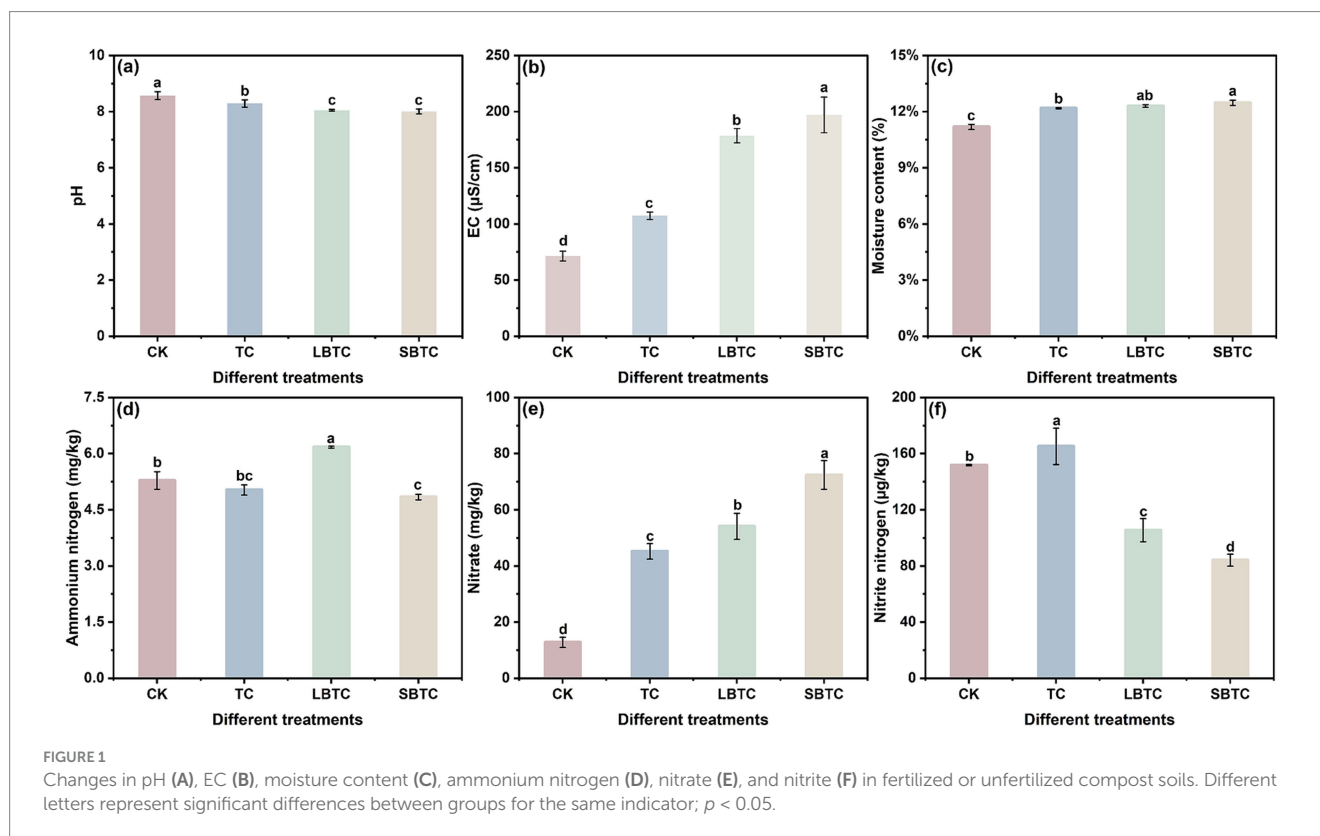 (a)
10
8
6
4
2
0
pH
a
b
c
c
CK
TC
LBTC
SBTC
Different treatments
(b)
250
200
150
100
50
0
EC (μS/cm)
d
c
b
a
CK
TC
LBTC
SBTC
Different treatments
(c)
15%
12%
9%
6%
3%
0%
Moisture content (%)
c
b
ab
a
CK
TC
LBTC
SBTC
Different treatments
(d)
7.5
6.0
4.5
3.0
1.5
0.0
Ammonium nitrogen (mg/kg)
b
bc
a
c
CK
TC
LBTC
SBTC
Different treatments
(e)
100
80
60
40
20
0
Nitrate (mg/kg)
d
c
b
a
CK
TC
LBTC
SBTC
Different treatments
(f)
200
160
120
80
40
0
Nitrite nitrogen (μg/kg)
b
a
c
d
CK
TC
LBTC
SBTC
Different treatments
FIGURE 1
Changes in pH (A), EC (B), moisture content (C), ammonium nitrogen (D), nitrate (E), and nitrite (F) in fertilized or unfertilized compost soils. Different
letters represent significant differences between groups for the same indicator; p < 0.05.